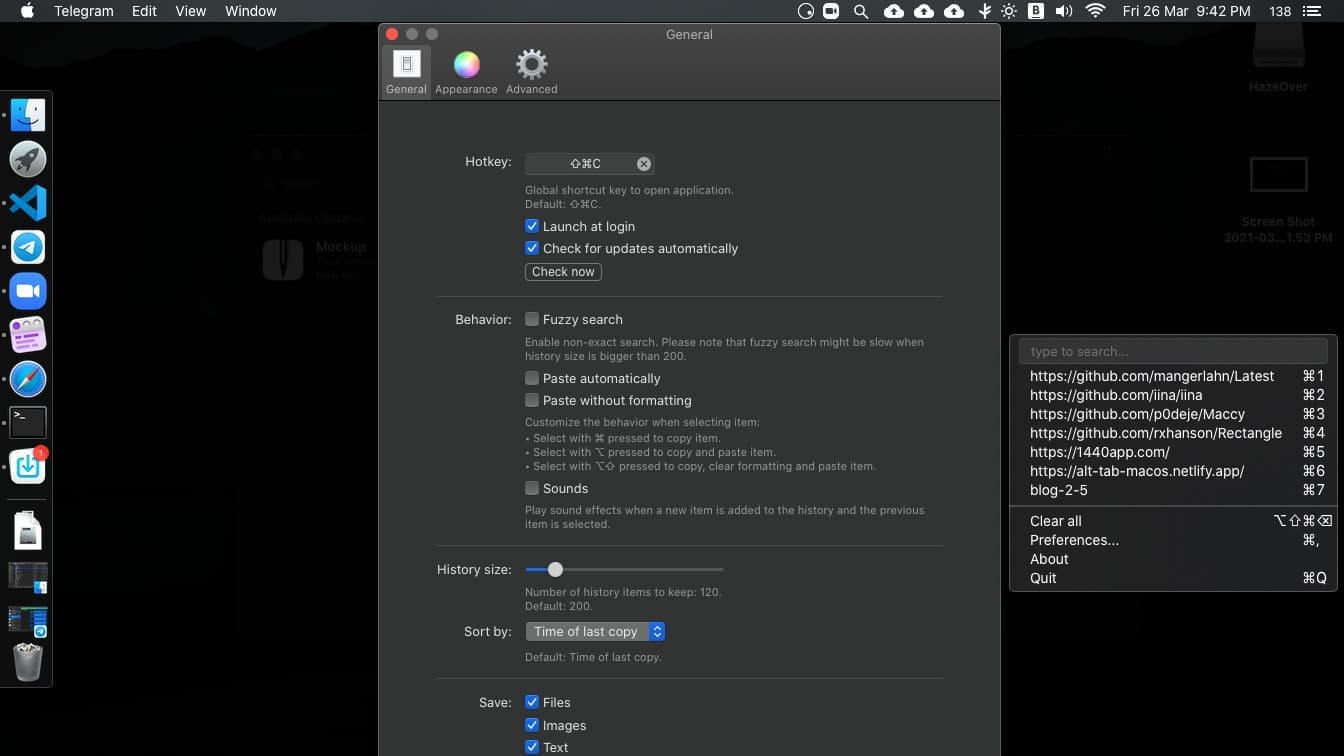 Telegram Edit View Window
Fri 26 Mar 9:42 PM 138
General
General Appearance Advanced
HazeOver
Screen Shot
2021-03...1.53 PM
Available Updates
Mockup
Hotkey: ⇧⌘C
Global shortcut key to open application.
Default: ⇧⌘C.
Launch at login
Check for updates automatically
Check now
Behavior: Fuzzy search
Enable non-exact search. Please note that fuzzy search might be slow when
history size is bigger than 200.
Paste automatically
Paste without formatting
Customize the behavior when selecting item:
• Select with ⌘ pressed to copy item.
• Select with ⌥ pressed to copy and paste item.
• Select with ⌥⇧ pressed to copy, clear formatting and paste item.
Sounds
Play sound effects when a new item is added to the history and the previous
item is selected.
History size:
Number of history items to keep: 120.
Default: 200.
Sort by: Time of last copy
Default: Time of last copy.
Save: Files
Images
Text
type to search...
https://github.com/mangerlahn/Latest ⌘1
https://github.com/iina/iina ⌘2
https://github.com/p0deje/Maccy ⌘3
https://github.com/rxhanson/Rectangle ⌘4
https://1440app.com/ ⌘5
https://alt-tab-macos.netlify.app/ ⌘6
blog-2-5 ⌘7
Clear all ⌥⇧⌘⌫
Preferences... ⌘,
About
Quit ⌘Q
1